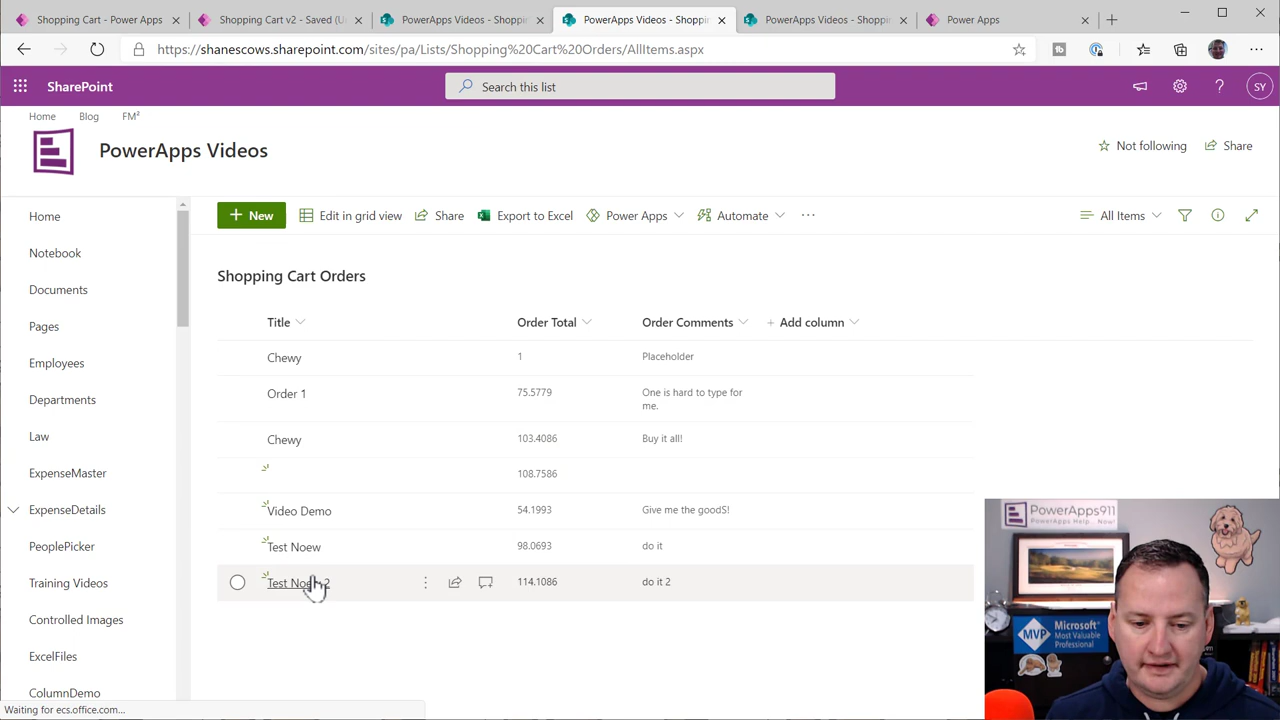 Shopping Cart - Power Apps
Shopping Cart v2 - Saved (U
PowerApps Videos - Shoppin
PowerApps Videos - Shoppin
PowerApps Videos - Shoppin
Power Apps
https://shanescows.sharepoint.com/sites/pa/Lists/Shopping%20Cart%20Orders/AllItems.aspx
SharePoint
Search this list
SY
Home
Blog
FM²
PowerApps Videos
Not following
Share
New
Edit in grid view
Share
Export to Excel
Power Apps
Automate
All Items
Home
Notebook
Documents
Pages
Employees
Departments
Law
ExpenseMaster
ExpenseDetails
PeoplePicker
Training Videos
Controlled Images
ExcelFiles
ColumnDemo
Shopping Cart Orders
Title
Order Total
Order Comments
+ Add column
Chewy
1
Placeholder
Order 1
75.5779
One is hard to type for
me.
Chewy
103.4086
Buy it all!
108.7586
Video Demo
54.1993
Give me the goodS!
Test Noew
98.0693
do it
114.1086
do it 2
Waiting for ecs.office.com...
PowerApps911
PowerApps Help... Now!
Microsoft
Most Valuable
Professional
MVP